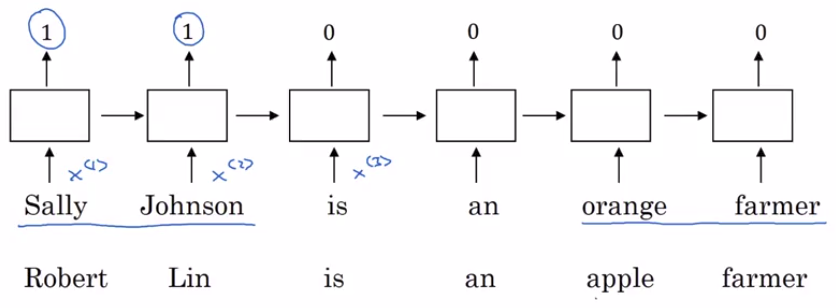 1 1 0 0 0 0
x<1> x<2> x<3>
Sally Johnson is an orange farmer
Robert Lin is an apple farmer